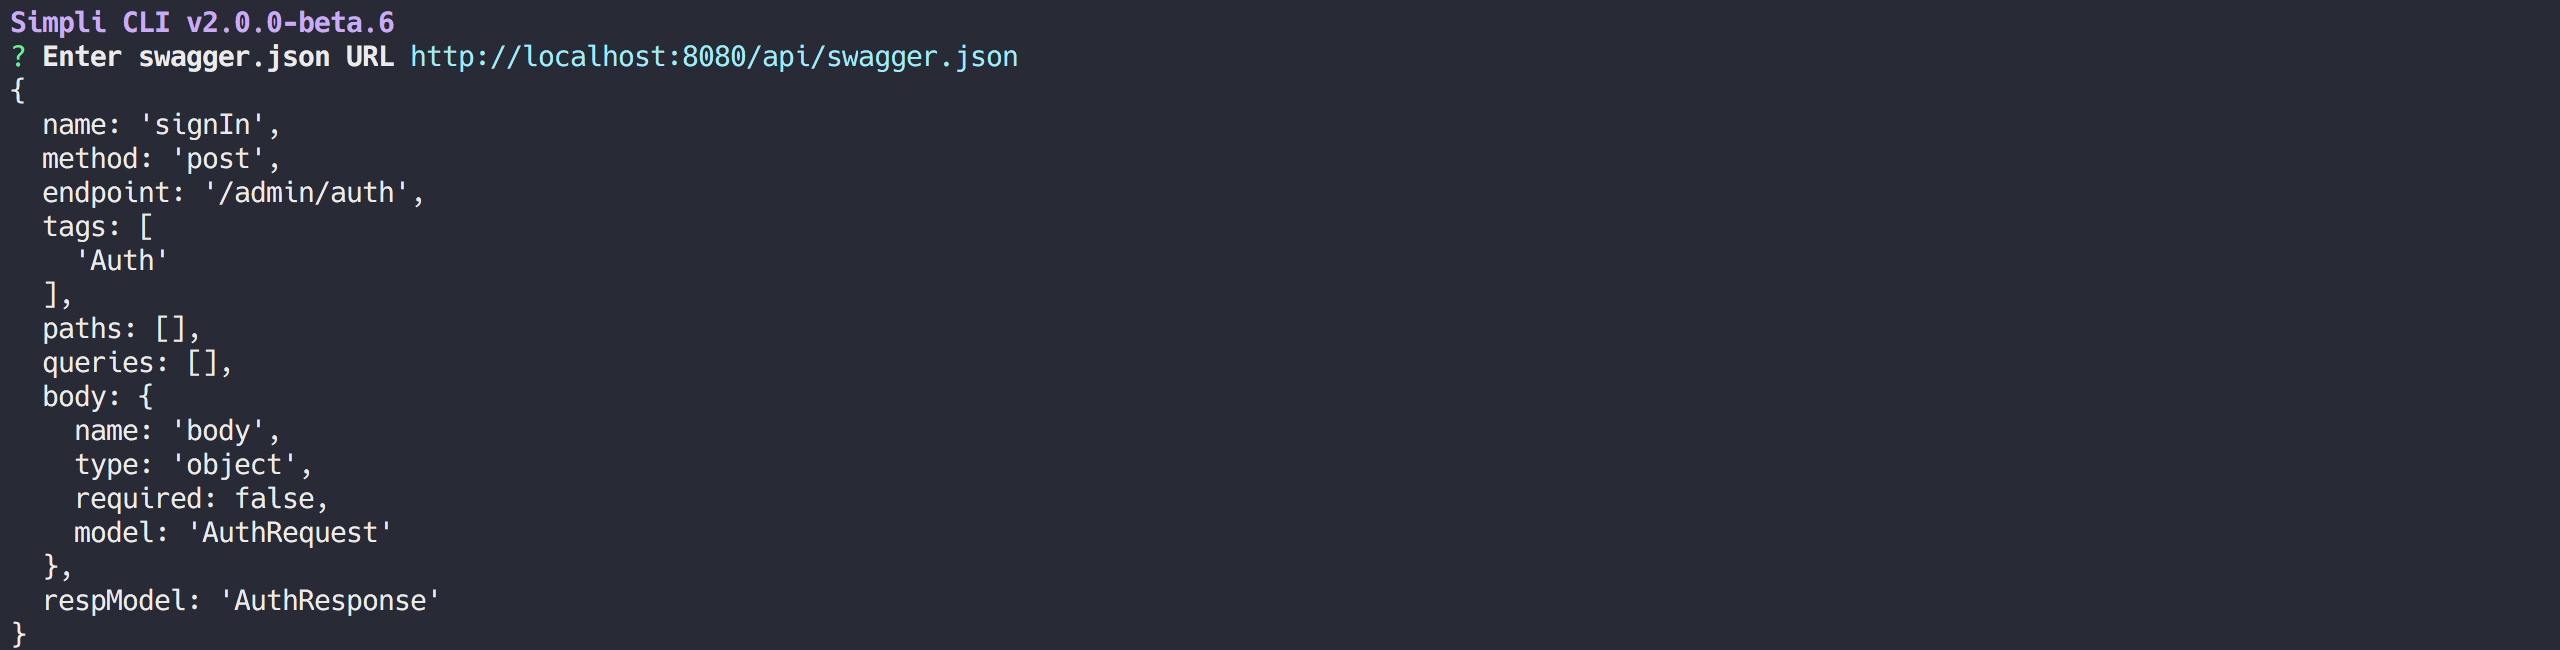 Simpli CLI v2.0.0-beta.6
? Enter swagger.json URL http://localhost:8080/api/swagger.json
{
  name: 'signIn',
  method: 'post',
  endpoint: '/admin/auth',
  tags: [
    'Auth'
  ],
  paths: [],
  queries: [],
  body: {
    name: 'body',
    type: 'object',
    required: false,
    model: 'AuthRequest'
  },
  respModel: 'AuthResponse'
}